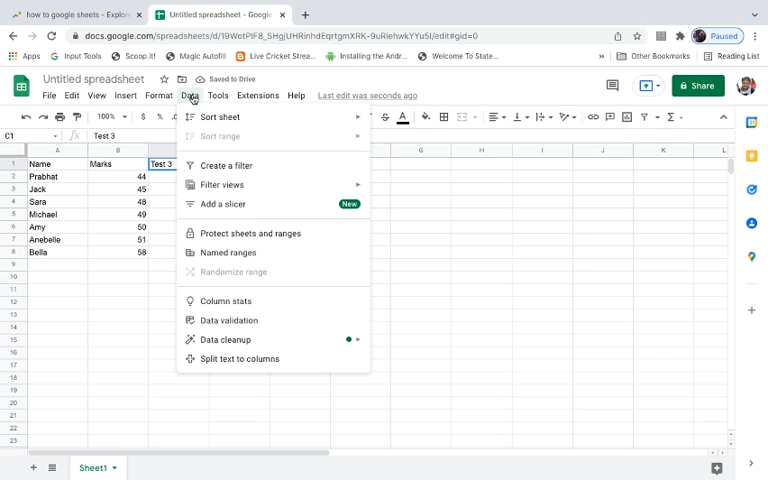 how to google sheets - Explor
Untitled spreadsheet - Googl
docs.google.com/spreadsheets/d/19WotPIF8_SHgjUHRinhdEqrtgmXRK-9uRiehwkYYu5I/edit#gid=0
Paused
Apps
Input Tools
Scoop.it!
Magic Autofill
Live Cricket Strea...
Installing the Andr...
Welcome To State...
»
Other Bookmarks
Reading List
Untitled spreadsheet
Saved to Drive
File Edit View Insert Format Data Tools Extensions Help Last edit was seconds ago
Share
100% $ %
C1 fx Test 3
A B G H I J K L
1 Name Marks Test 3
2 Prabhat 44
3 Jack 45
4 Sara 48
5 Michael 49
6 Amy 50
7 Anebelle 51
8 Bella 58
9
10
11
12
13
14
15
16
17
18
19
20
21
22
23
Sort sheet
Sort range
Create a filter
Filter views
Add a slicer New
Protect sheets and ranges
Named ranges
Randomize range
Column stats
Data validation
Data cleanup
Split text to columns
Sheet1